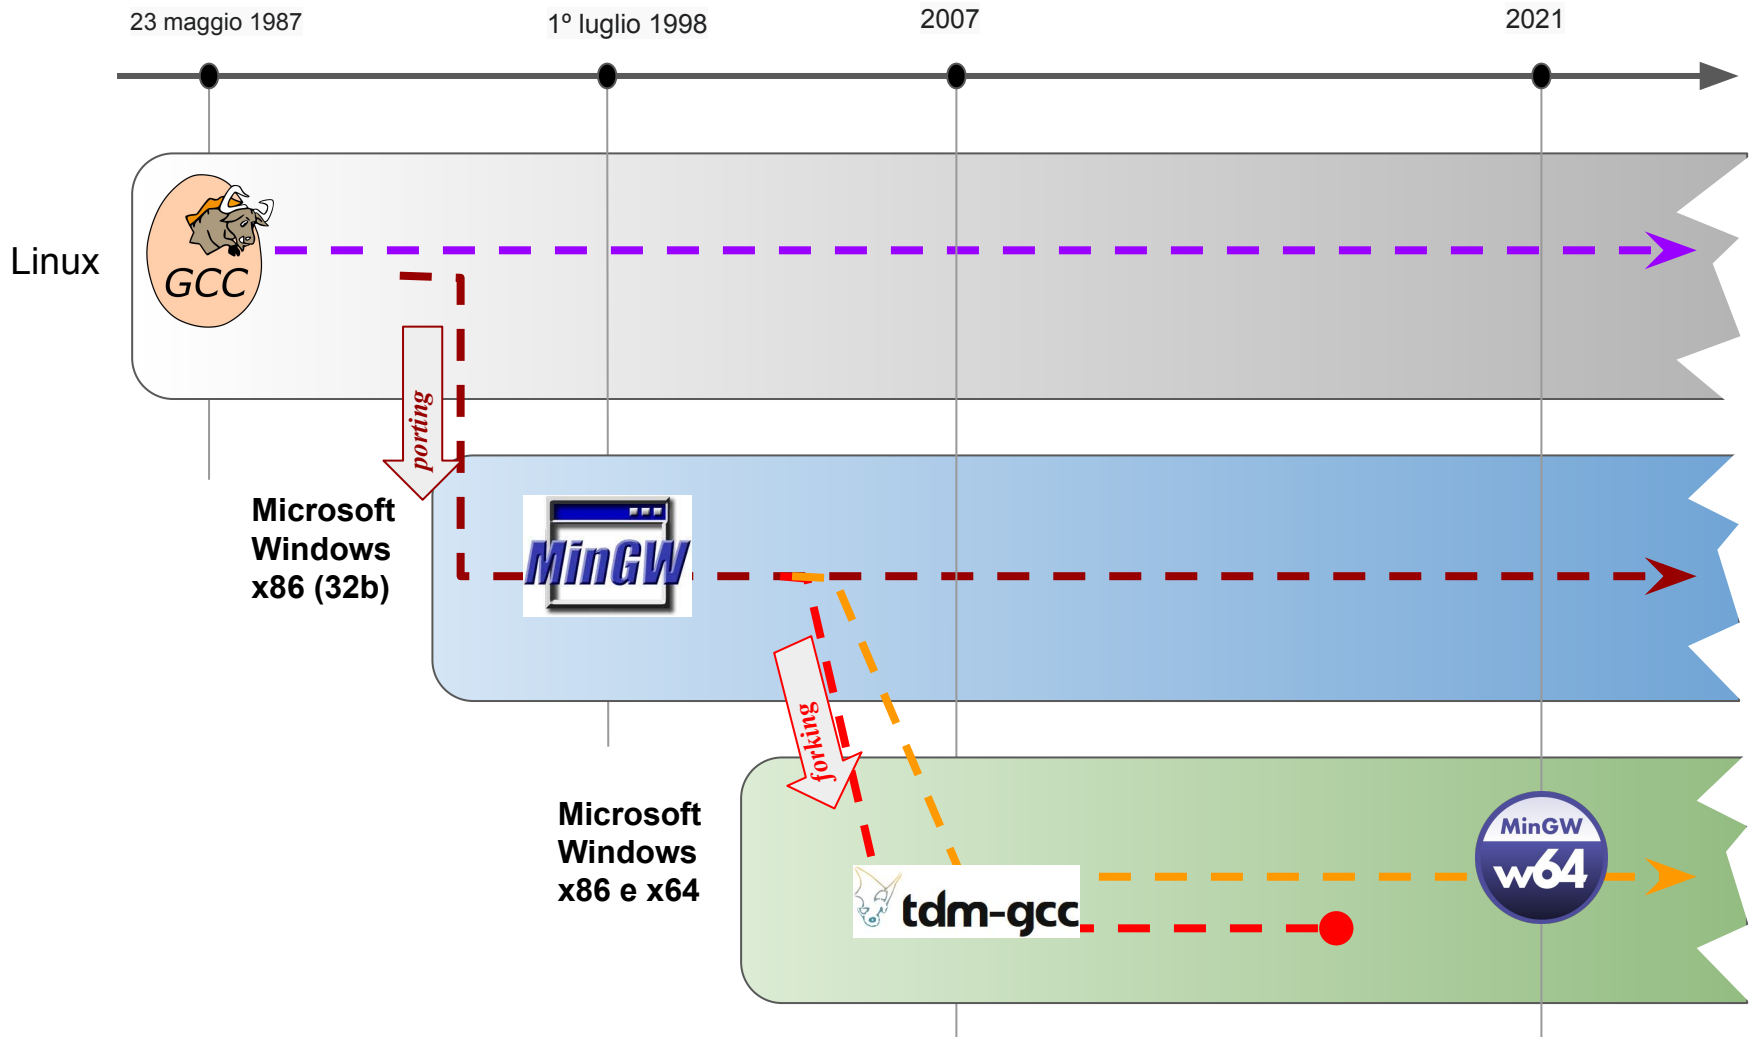 23 maggio 1987
1º luglio 1998
2007
2021
Linux
GCC
porting
Microsoft
Windows
x86 (32b)
MinGW
forking
Microsoft
Windows
x86 e x64
tdm-gcc
MinGW
w64